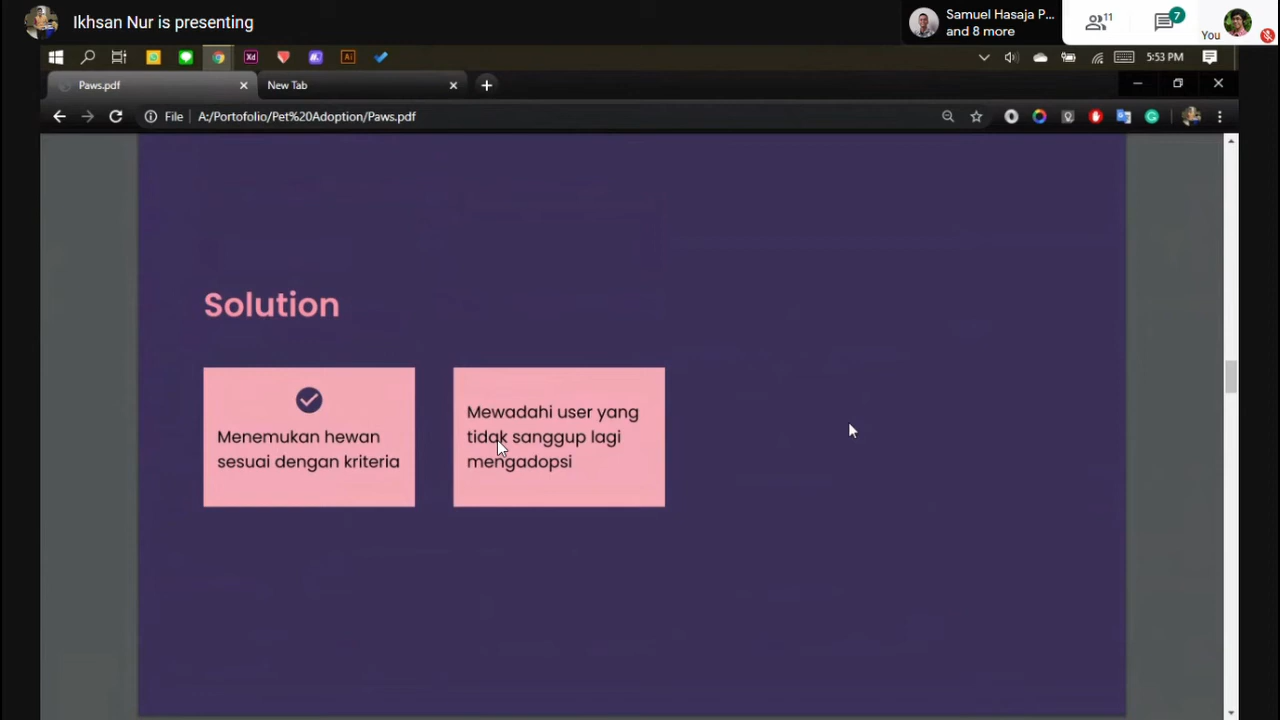 Ikhsan Nur is presenting
Samuel Hasaja P...
and 8 more
11
7
You
Xd
Ai
5:53 PM
Paws.pdf
New Tab
File
A:/Portofolio/Pet%20Adoption/Paws.pdf
Solution
Menemukan hewan
sesuai dengan kriteria
Mewadahi user yang
tidak sanggup lagi
mengadopsi